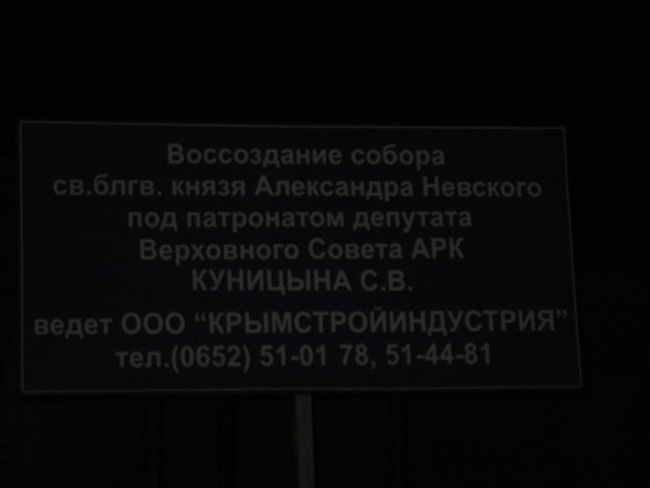 Воссоздание собора
св.блгв. князя Александра Невского
под патронатом депутата
Верховного Совета АРК
КУНИЦЫНА С.В.
ведет ООО “КРЫМСТРОЙИНДУСТРИЯ”
тел.(0652) 51-01 78, 51-44-81